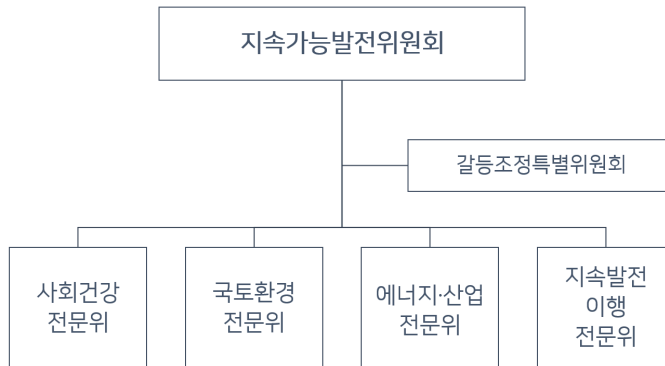 지속가능발전위원회
갈등조정특별위원회
사회건강
전문위
국토환경
전문위
에너지·산업
전문위
지속발전
이행
전문위